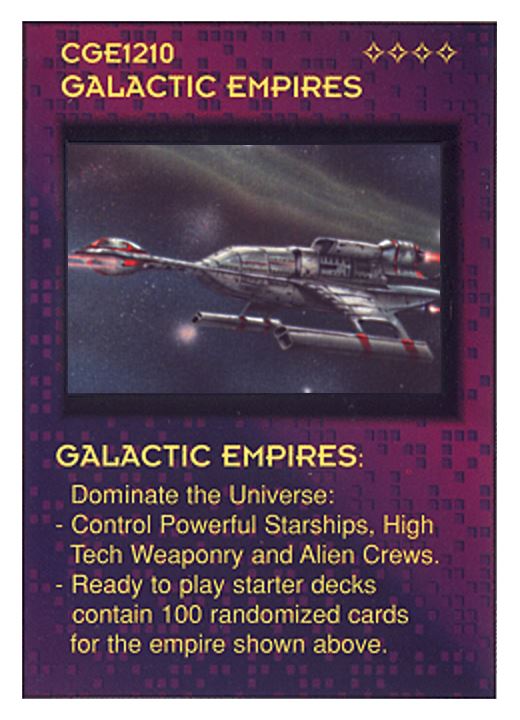 CGE1210
GALACTIC EMPIRES
GALACTIC EMPIRES:
Dominate the Universe:
- Control Powerful Starships, High
Tech Weaponry and Alien Crews.
- Ready to play starter decks
contain 100 randomized cards
for the empire shown above.